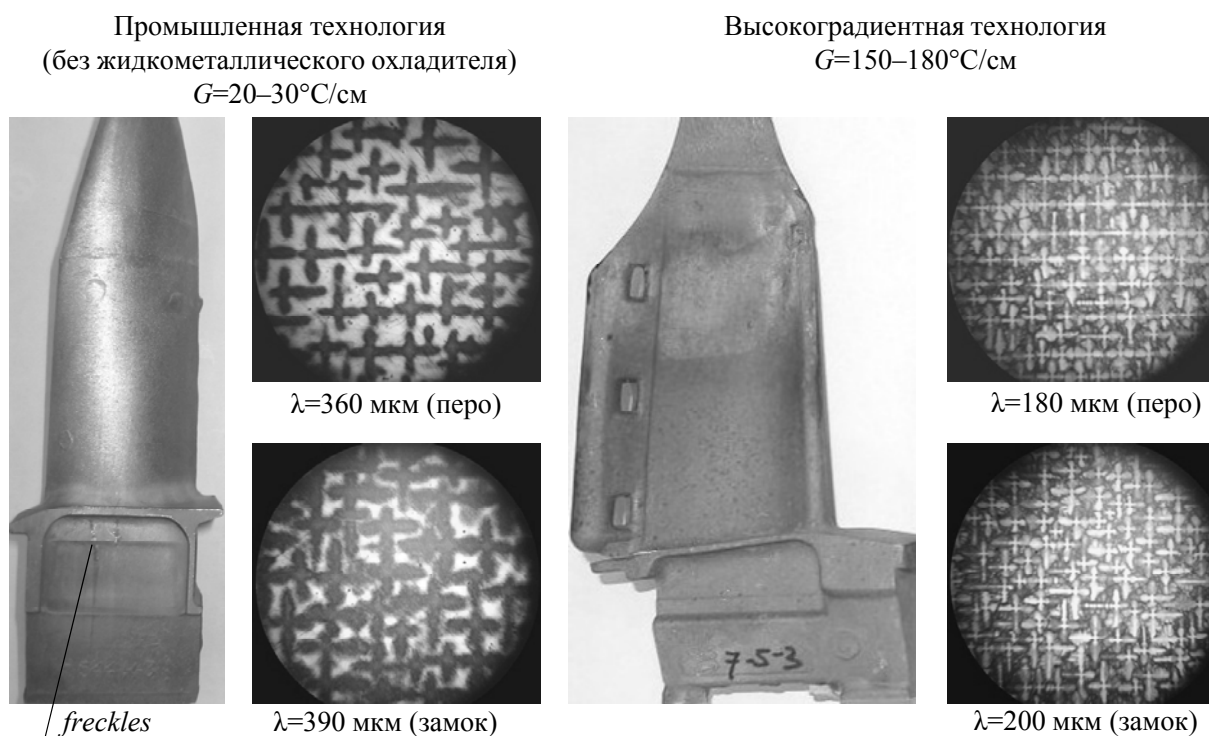 Промышленная технология
(без жидкометаллического охладителя)
G=20–30°C/см
Высокоградиентная технология
G=150–180°C/см
λ=360 мкм (перо)
λ=180 мкм (перо)
7-5-3
freckles
λ=390 мкм (замок)
λ=200 мкм (замок)